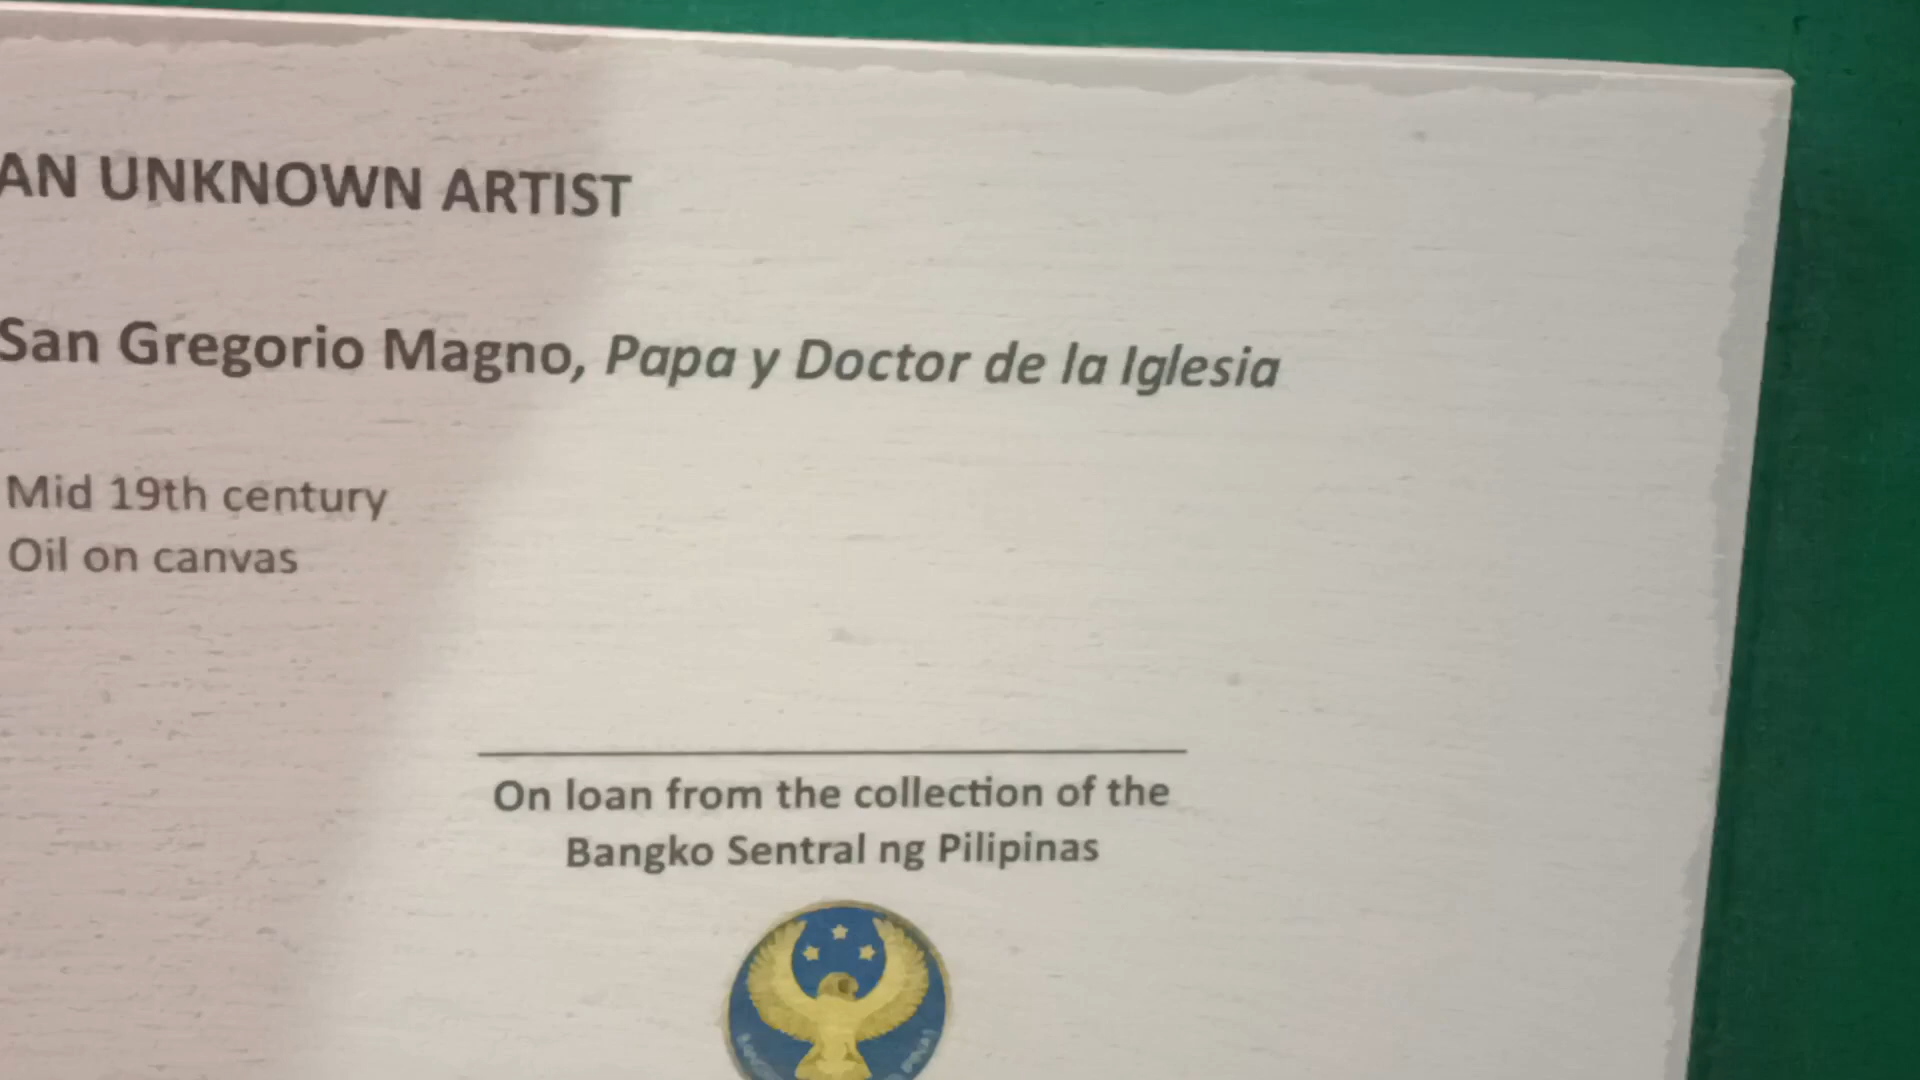 AN UNKNOWN ARTIST
San Gregorio Magno, Papa y Doctor de la Iglesia
Mid 19th century
Oil on canvas
On loan from the collection of the
Bangko Sentral ng Pilipinas